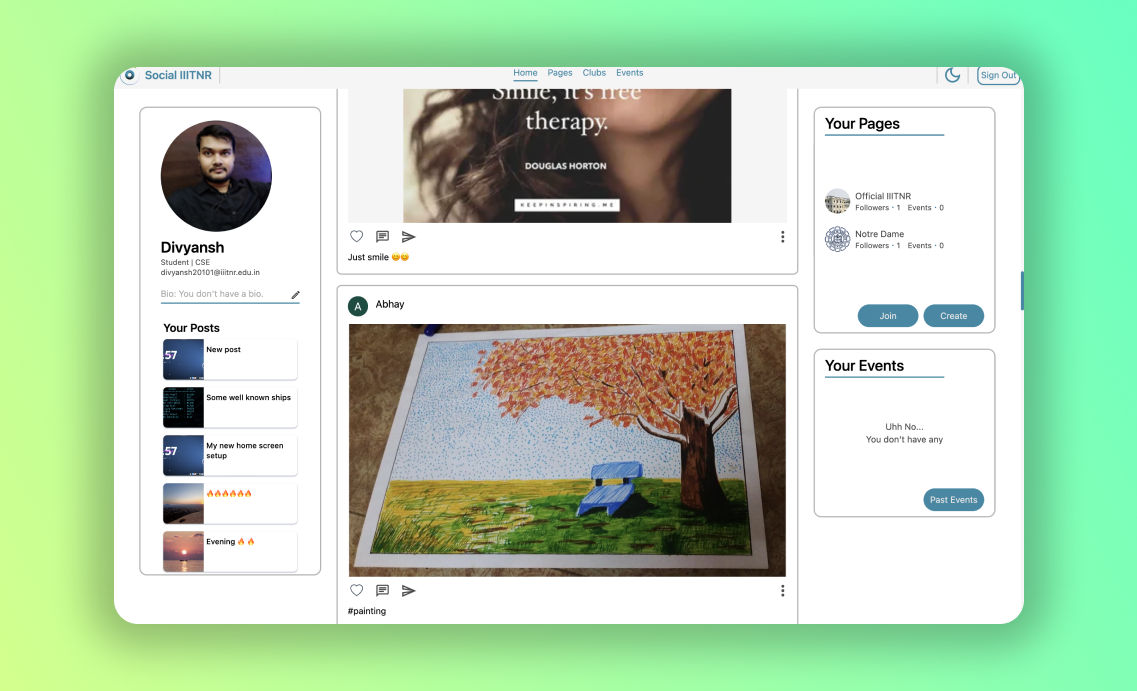 Social IIITNR
Home Pages Clubs Events
Sign Out
Divyansh
Student | CSE
divyansh20101@iiitnr.edu.in
Bio: You don't have a bio.
Your Posts
:57
New post
Some well known ships
:57
My new home screen
setup
🔥🔥🔥🔥🔥🔥
Evening 🔥 🔥
Smile, it's free
therapy.
DOUGLAS HORTON
KEEPINSPIRING.ME
Just smile 😊😊
A
Abhay
#painting
Your Pages
Official IIITNR
Followers · 1 Events · 0
Notre Dame
Followers · 1 Events · 0
Join
Create
Your Events
Uhh No...
You don't have any
Past Events